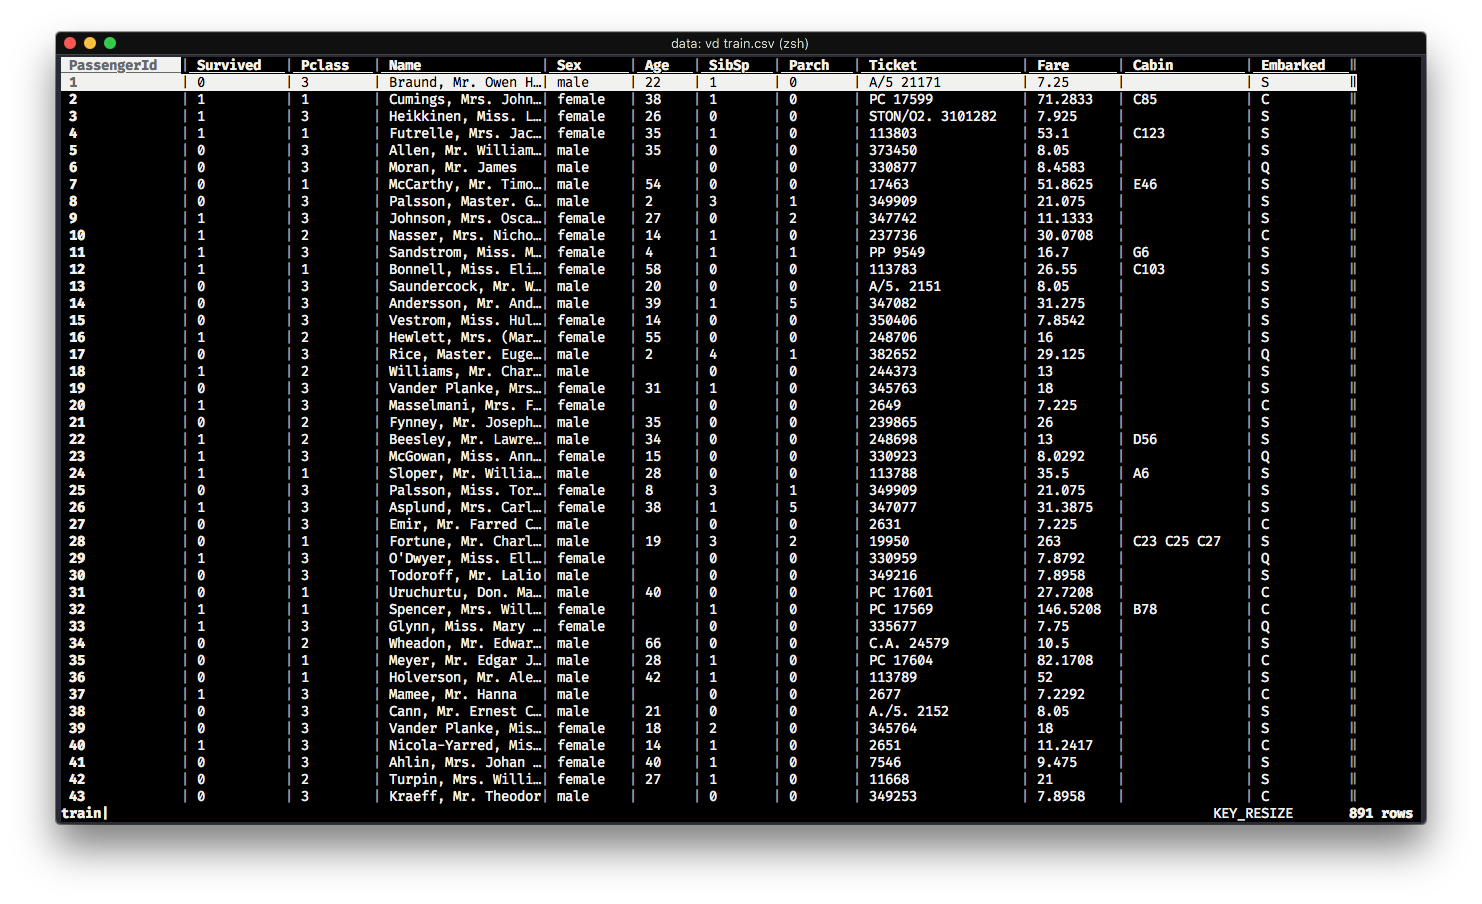 data: vd train.csv (zsh)
PassengerId | Survived | Pclass | Name | Sex | Age | SibSp | Parch | Ticket | Fare | Cabin | Embarked ‖
1 | 0 | 3 | Braund, Mr. Owen H…| male | 22 | 1 | 0 | A/5 21171 | 7.25 | | S ‖
2 | 1 | 1 | Cumings, Mrs. John…| female | 38 | 1 | 0 | PC 17599 | 71.2833 | C85 | C ‖
3 | 1 | 3 | Heikkinen, Miss. L…| female | 26 | 0 | 0 | STON/O2. 3101282 | 7.925 | | S ‖
4 | 1 | 1 | Futrelle, Mrs. Jac…| female | 35 | 1 | 0 | 113803 | 53.1 | C123 | S ‖
5 | 0 | 3 | Allen, Mr. William…| male | 35 | 0 | 0 | 373450 | 8.05 | | S ‖
6 | 0 | 3 | Moran, Mr. James | male | | 0 | 0 | 330877 | 8.4583 | | Q ‖
7 | 0 | 1 | McCarthy, Mr. Timo…| male | 54 | 0 | 0 | 17463 | 51.8625 | E46 | S ‖
8 | 0 | 3 | Palsson, Master. G…| male | 2 | 3 | 1 | 349909 | 21.075 | | S ‖
9 | 1 | 3 | Johnson, Mrs. Osca…| female | 27 | 0 | 2 | 347742 | 11.1333 | | S ‖
10 | 1 | 2 | Nasser, Mrs. Nicho…| female | 14 | 1 | 0 | 237736 | 30.0708 | | C ‖
11 | 1 | 3 | Sandstrom, Miss. M…| female | 4 | 1 | 1 | PP 9549 | 16.7 | G6 | S ‖
12 | 1 | 1 | Bonnell, Miss. Eli…| female | 58 | 0 | 0 | 113783 | 26.55 | C103 | S ‖
13 | 0 | 3 | Saundercock, Mr. W…| male | 20 | 0 | 0 | A/5. 2151 | 8.05 | | S ‖
14 | 0 | 3 | Andersson, Mr. And…| male | 39 | 1 | 5 | 347082 | 31.275 | | S ‖
15 | 0 | 3 | Vestrom, Miss. Hul…| female | 14 | 0 | 0 | 350406 | 7.8542 | | S ‖
16 | 1 | 2 | Hewlett, Mrs. (Mar…| female | 55 | 0 | 0 | 248706 | 16 | | S ‖
17 | 0 | 3 | Rice, Master. Euge…| male | 2 | 4 | 1 | 382652 | 29.125 | | Q ‖
18 | 1 | 2 | Williams, Mr. Char…| male | | 0 | 0 | 244373 | 13 | | S ‖
19 | 0 | 3 | Vander Planke, Mrs…| female | 31 | 1 | 0 | 345763 | 18 | | S ‖
20 | 1 | 3 | Masselmani, Mrs. F…| female | | 0 | 0 | 2649 | 7.225 | | C ‖
21 | 0 | 2 | Fynney, Mr. Joseph…| male | 35 | 0 | 0 | 239865 | 26 | | S ‖
22 | 1 | 2 | Beesley, Mr. Lawre…| male | 34 | 0 | 0 | 248698 | 13 | D56 | S ‖
23 | 1 | 3 | McGowan, Miss. Ann…| female | 15 | 0 | 0 | 330923 | 8.0292 | | Q ‖
24 | 1 | 1 | Sloper, Mr. Willia…| male | 28 | 0 | 0 | 113788 | 35.5 | A6 | S ‖
25 | 0 | 3 | Palsson, Miss. Tor…| female | 8 | 3 | 1 | 349909 | 21.075 | | S ‖
26 | 1 | 3 | Asplund, Mrs. Carl…| female | 38 | 1 | 5 | 347077 | 31.3875 | | S ‖
27 | 0 | 3 | Emir, Mr. Farred C…| male | | 0 | 0 | 2631 | 7.225 | | C ‖
28 | 0 | 1 | Fortune, Mr. Charl…| male | 19 | 3 | 2 | 19950 | 263 | C23 C25 C27 | S ‖
29 | 1 | 3 | O'Dwyer, Miss. Ell…| female | | 0 | 0 | 330959 | 7.8792 | | Q ‖
30 | 0 | 3 | Todoroff, Mr. Lalio| male | | 0 | 0 | 349216 | 7.8958 | | S ‖
31 | 0 | 1 | Uruchurtu, Don. Ma…| male | 40 | 0 | 0 | PC 17601 | 27.7208 | | C ‖
32 | 1 | 1 | Spencer, Mrs. Will…| female | | 1 | 0 | PC 17569 | 146.5208 | B78 | C ‖
33 | 1 | 3 | Glynn, Miss. Mary …| female | | 0 | 0 | 335677 | 7.75 | | Q ‖
34 | 0 | 2 | Wheadon, Mr. Edwar…| male | 66 | 0 | 0 | C.A. 24579 | 10.5 | | S ‖
35 | 0 | 1 | Meyer, Mr. Edgar J…| male | 28 | 1 | 0 | PC 17604 | 82.1708 | | C ‖
36 | 0 | 1 | Holverson, Mr. Ale…| male | 42 | 1 | 0 | 113789 | 52 | | S ‖
37 | 1 | 3 | Mamee, Mr. Hanna | male | | 0 | 0 | 2677 | 7.2292 | | C ‖
38 | 0 | 3 | Cann, Mr. Ernest C…| male | 21 | 0 | 0 | A./5. 2152 | 8.05 | | S ‖
39 | 0 | 3 | Vander Planke, Mis…| female | 18 | 2 | 0 | 345764 | 18 | | S ‖
40 | 1 | 3 | Nicola-Yarred, Mis…| female | 14 | 1 | 0 | 2651 | 11.2417 | | C ‖
41 | 0 | 3 | Ahlin, Mrs. Johan …| female | 40 | 1 | 0 | 7546 | 9.475 | | S ‖
42 | 0 | 2 | Turpin, Mrs. Willi…| female | 27 | 1 | 0 | 11668 | 21 | | S ‖
43 | 0 | 3 | Kraeff, Mr. Theodor| male | | 0 | 0 | 349253 | 7.8958 | | C ‖
train| KEY_RESIZE 891 rows